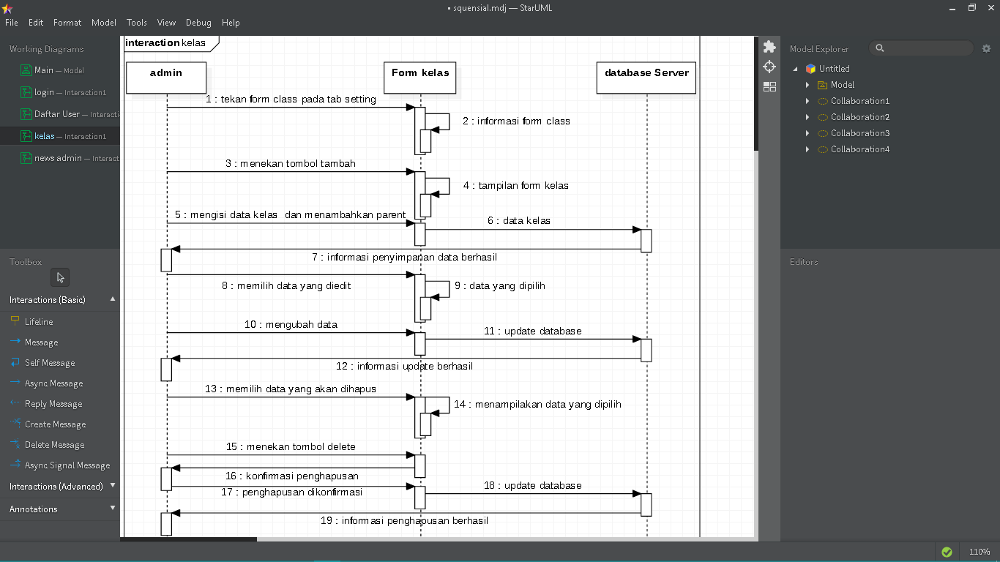 • squensial.mdj — StarUML
File Edit Format Model Tools View Debug Help
Working Diagrams
Main — Model
login — Interaction1
Daftar User — Interacti
kelas — Interaction1
news admin — Interact
Toolbox
Interactions (Basic)
Lifeline
Message
Self Message
Async Message
Reply Message
Create Message
Delete Message
Async Signal Message
Interactions (Advanced)
Annotations
interaction kelas
admin
Form kelas
database Server
1 : tekan form class pada tab setting
2 : informasi form class
3 : menekan tombol tambah
4 : tampilan form kelas
5 : mengisi data kelas  dan menambahkan parent
6 : data kelas
7 : informasi penyimpanan data berhasil
8 : memilih data yang diedit
9 : data yang dipilih
10 : mengubah data
11 : update database
12 : informasi update berhasil
13 : memilih data yang akan dihapus
14 : menampilakan data yang dipilih
15 : menekan tombol delete
16 : konfirmasi penghapusan
17 : penghapusan dikonfirmasi
18 : update database
19 : informasi penghapusan berhasil
Model Explorer
Untitled
Model
Collaboration1
Collaboration2
Collaboration3
Collaboration4
Editors
110%